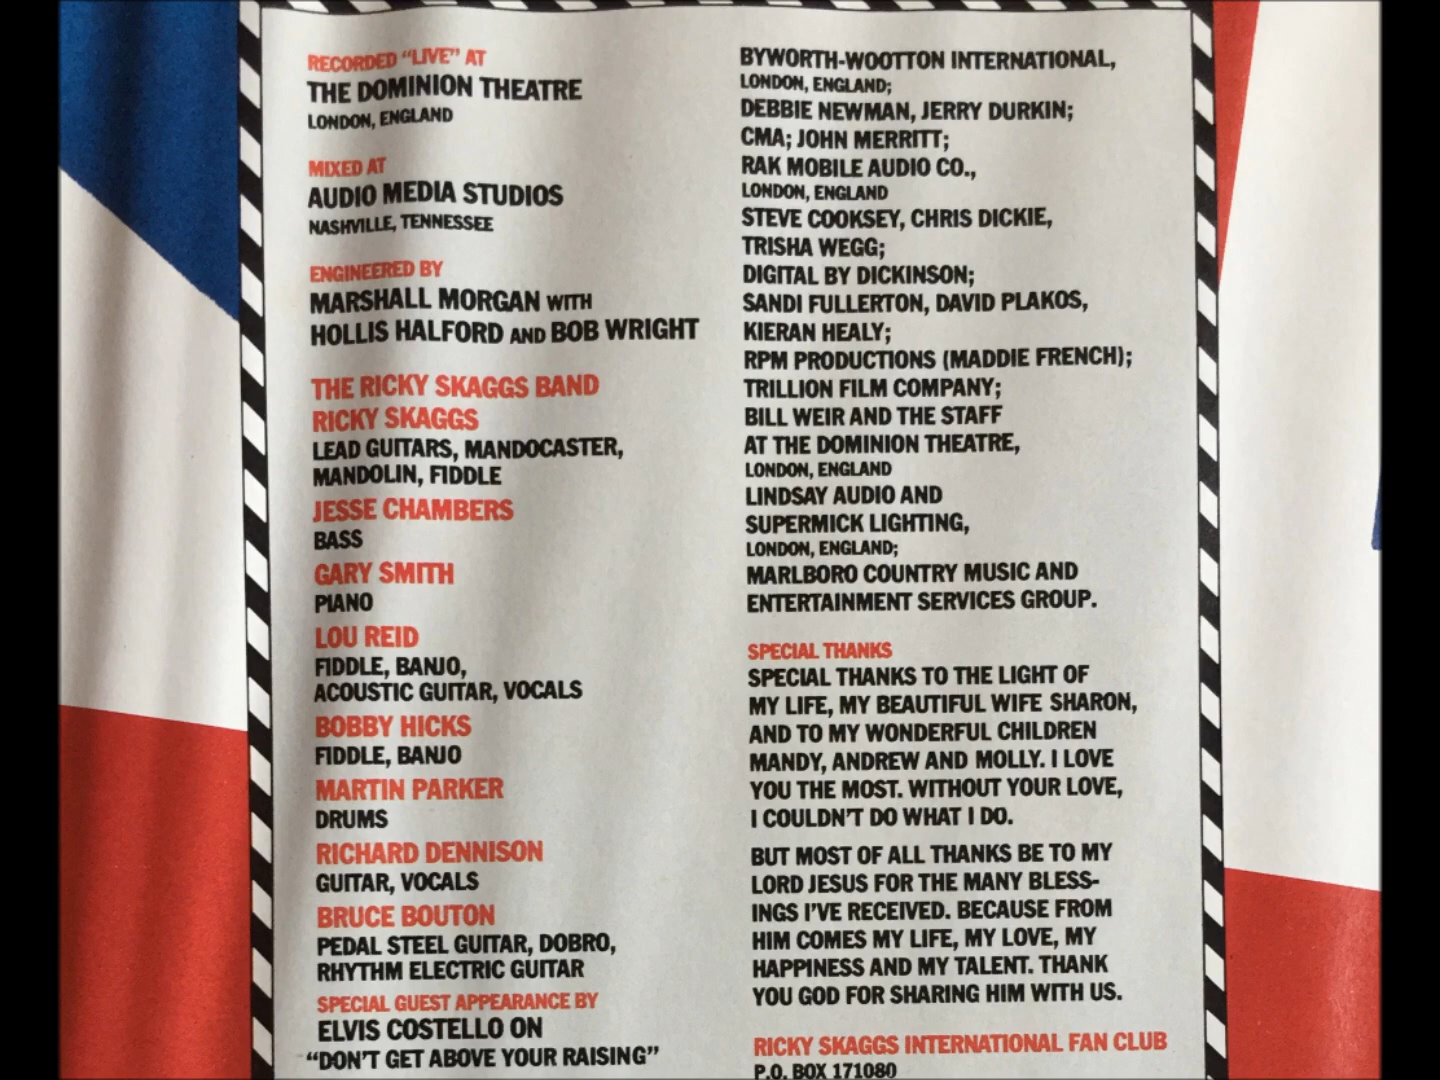 RECORDED "LIVE" AT
THE DOMINION THEATRE
LONDON, ENGLAND
MIXED AT
AUDIO MEDIA STUDIOS
NASHVILLE, TENNESSEE
ENGINEERED BY
MARSHALL MORGAN WITH
HOLLIS HALFORD AND BOB WRIGHT
THE RICKY SKAGGS BAND
RICKY SKAGGS
LEAD GUITARS, MANDOCASTER,
MANDOLIN, FIDDLE
JESSE CHAMBERS
BASS
GARY SMITH
PIANO
LOU REID
FIDDLE, BANJO,
ACOUSTIC GUITAR, VOCALS
BOBBY HICKS
FIDDLE, BANJO
MARTIN PARKER
DRUMS
RICHARD DENNISON
GUITAR, VOCALS
BRUCE BOUTON
PEDAL STEEL GUITAR, DOBRO,
RHYTHM ELECTRIC GUITAR
SPECIAL GUEST APPEARANCE BY
ELVIS COSTELLO ON
"DON'T GET ABOVE YOUR RAISING"
BYWORTH-WOOTTON INTERNATIONAL,
LONDON, ENGLAND;
DEBBIE NEWMAN, JERRY DURKIN;
CMA; JOHN MERRITT;
RAK MOBILE AUDIO CO.,
LONDON, ENGLAND
STEVE COOKSEY, CHRIS DICKIE,
TRISHA WEGG;
DIGITAL BY DICKINSON;
SANDI FULLERTON, DAVID PLAKOS,
KIERAN HEALY;
RPM PRODUCTIONS (MADDIE FRENCH);
TRILLION FILM COMPANY;
BILL WEIR AND THE STAFF
AT THE DOMINION THEATRE,
LONDON, ENGLAND
LINDSAY AUDIO AND
SUPERMICK LIGHTING,
LONDON, ENGLAND;
MARLBORO COUNTRY MUSIC AND
ENTERTAINMENT SERVICES GROUP.
SPECIAL THANKS
SPECIAL THANKS TO THE LIGHT OF
MY LIFE, MY BEAUTIFUL WIFE SHARON,
AND TO MY WONDERFUL CHILDREN
MANDY, ANDREW AND MOLLY. I LOVE
YOU THE MOST. WITHOUT YOUR LOVE,
I COULDN'T DO WHAT I DO.
BUT MOST OF ALL THANKS BE TO MY
LORD JESUS FOR THE MANY BLESS-
INGS I'VE RECEIVED. BECAUSE FROM
HIM COMES MY LIFE, MY LOVE, MY
HAPPINESS AND MY TALENT. THANK
YOU GOD FOR SHARING HIM WITH US.
RICKY SKAGGS INTERNATIONAL FAN CLUB
P.O. BOX 171080